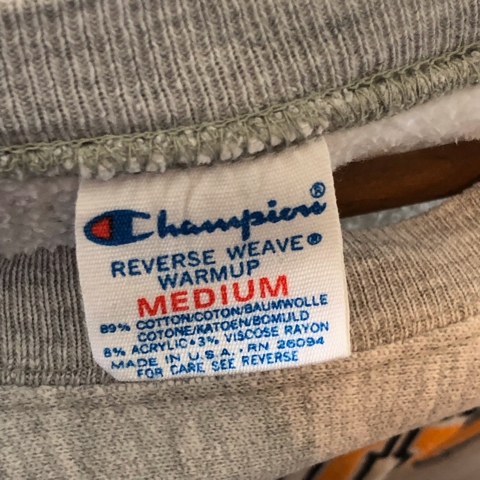 Champion®
REVERSE WEAVE®
WARMUP
MEDIUM
89% COTTON/COTON/BAUMWOLLE
COTONE/KATOEN/BOMULD
8% ACRYLIC • 3% VISCOSE RAYON
MADE IN U.S.A. • RN 26094
FOR CARE SEE REVERSE